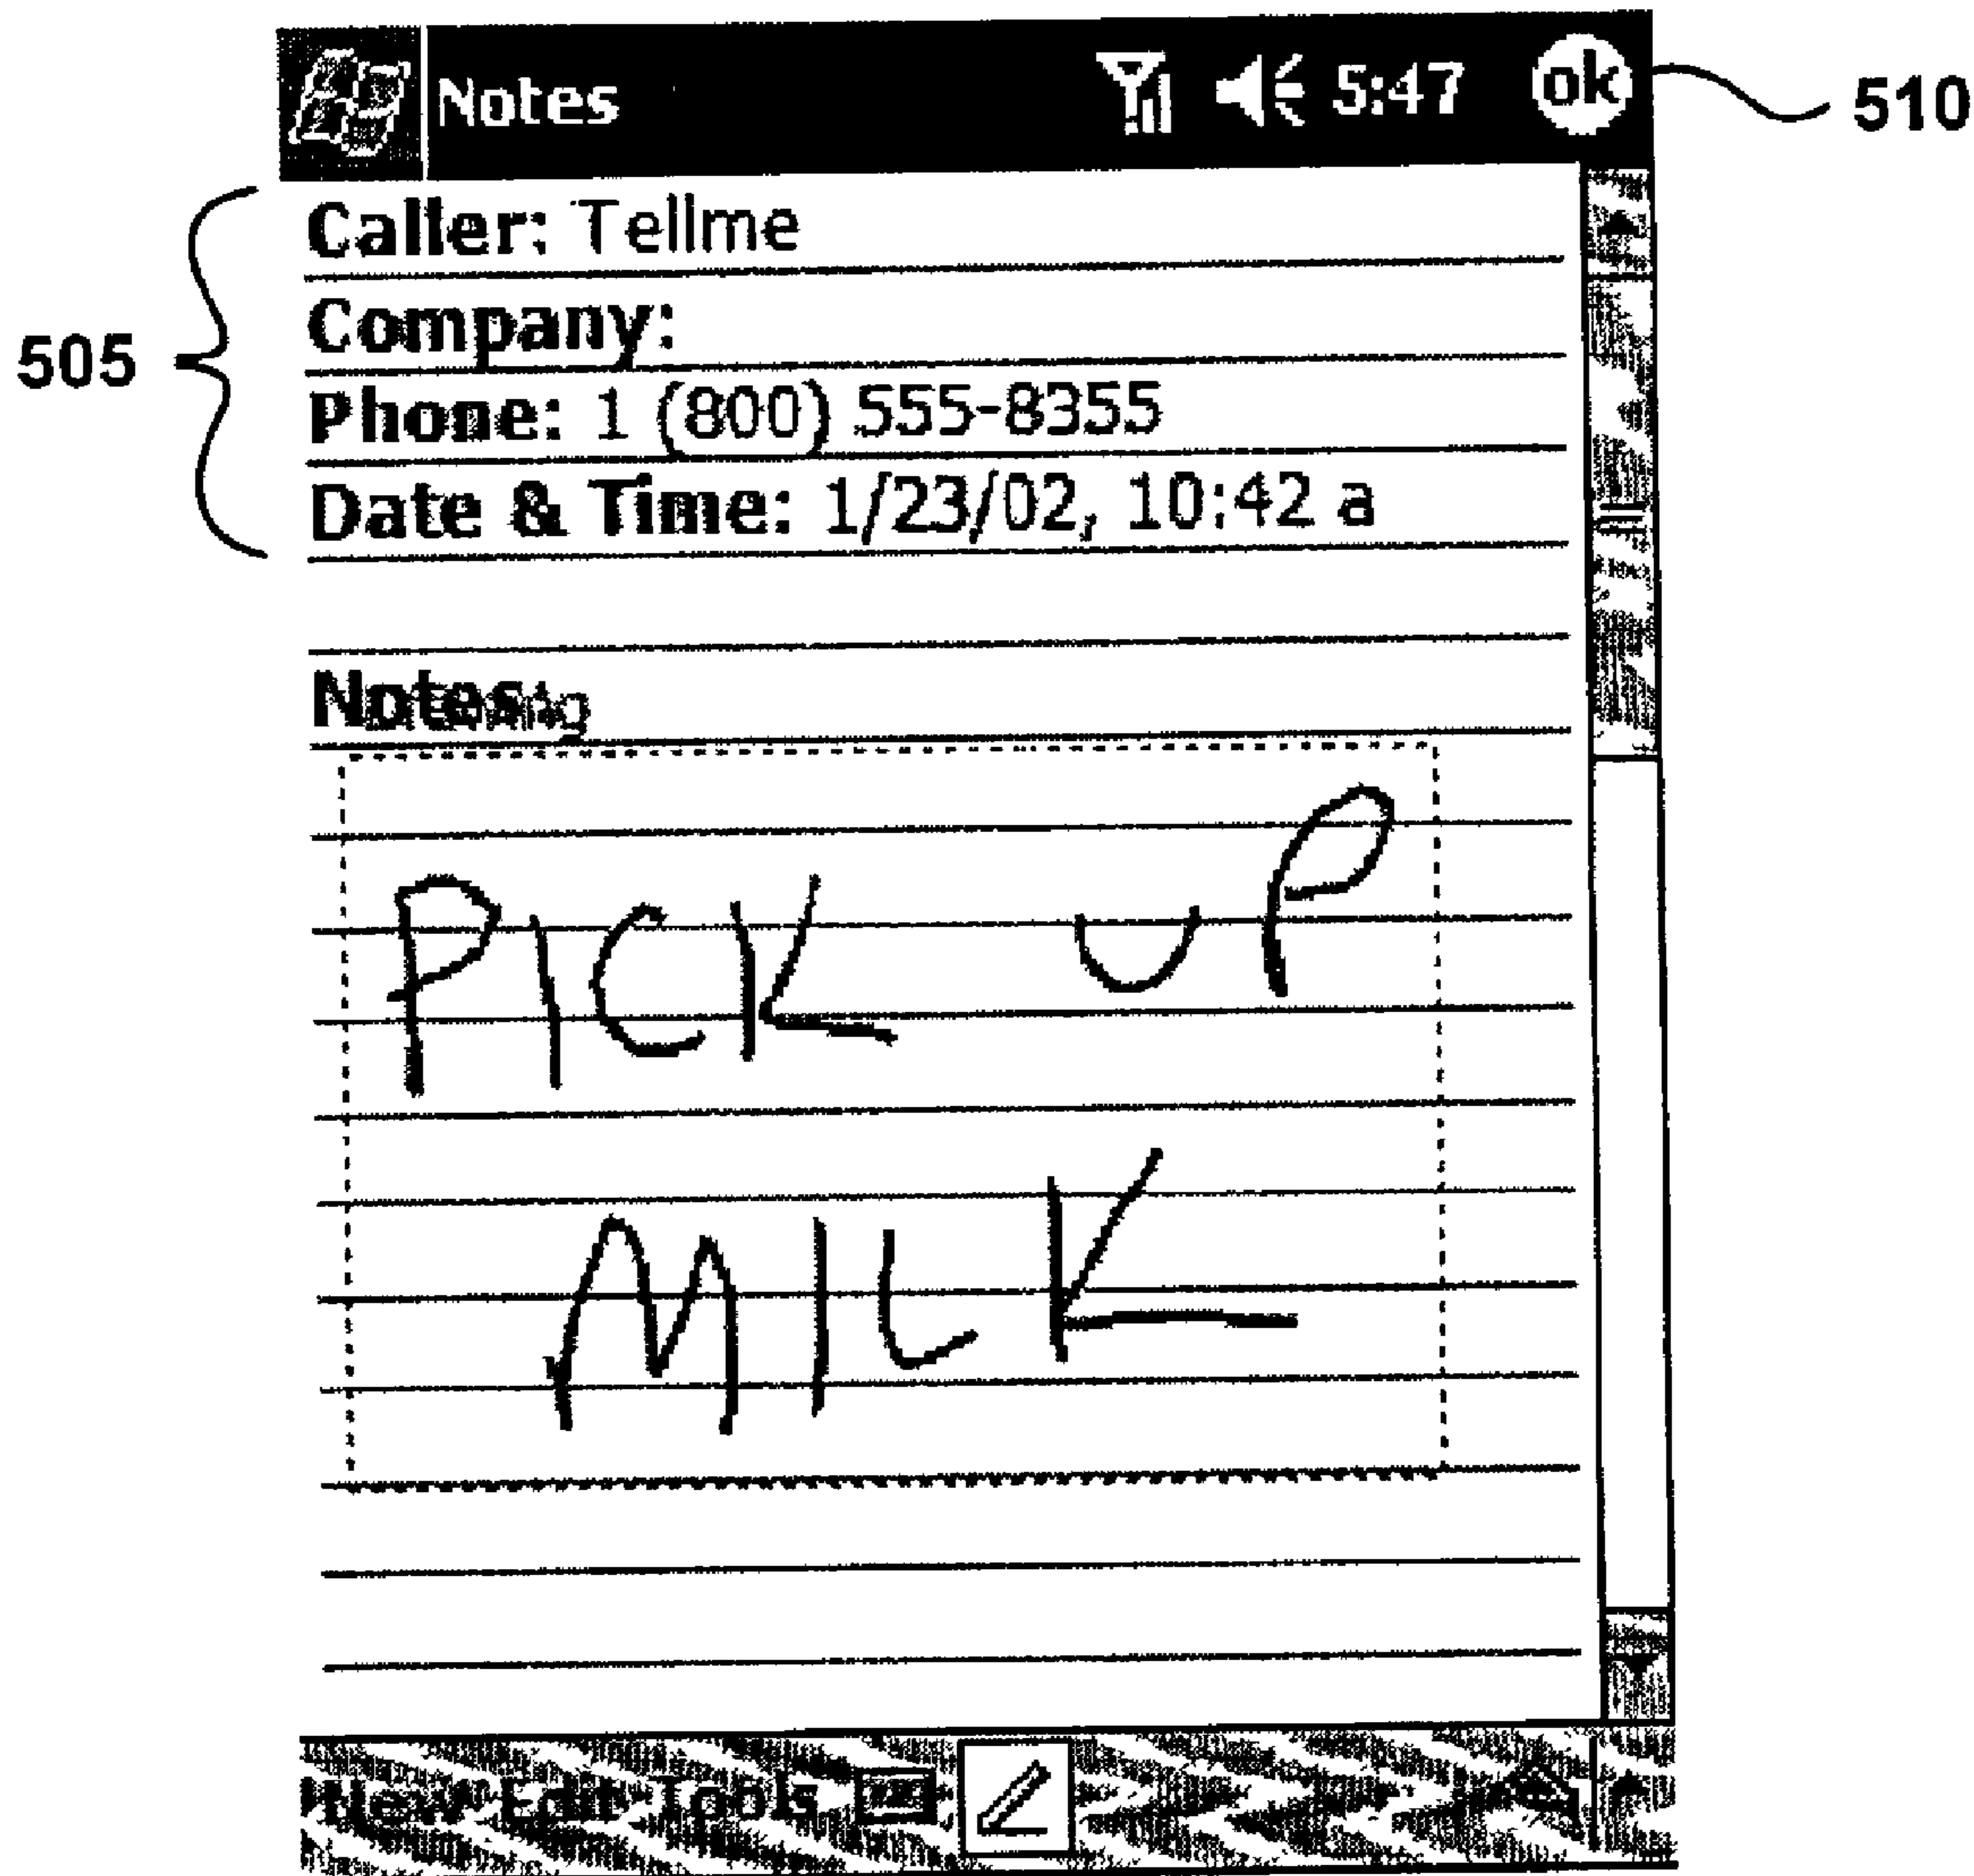 Notes 5:47 ok 510
Caller: Tellme
Company:
505
Phone: 1 (800) 555-8355
Date & Time: 1/23/02, 10:42 a
Notes:
PICK UP
MILK
New Edit Tools